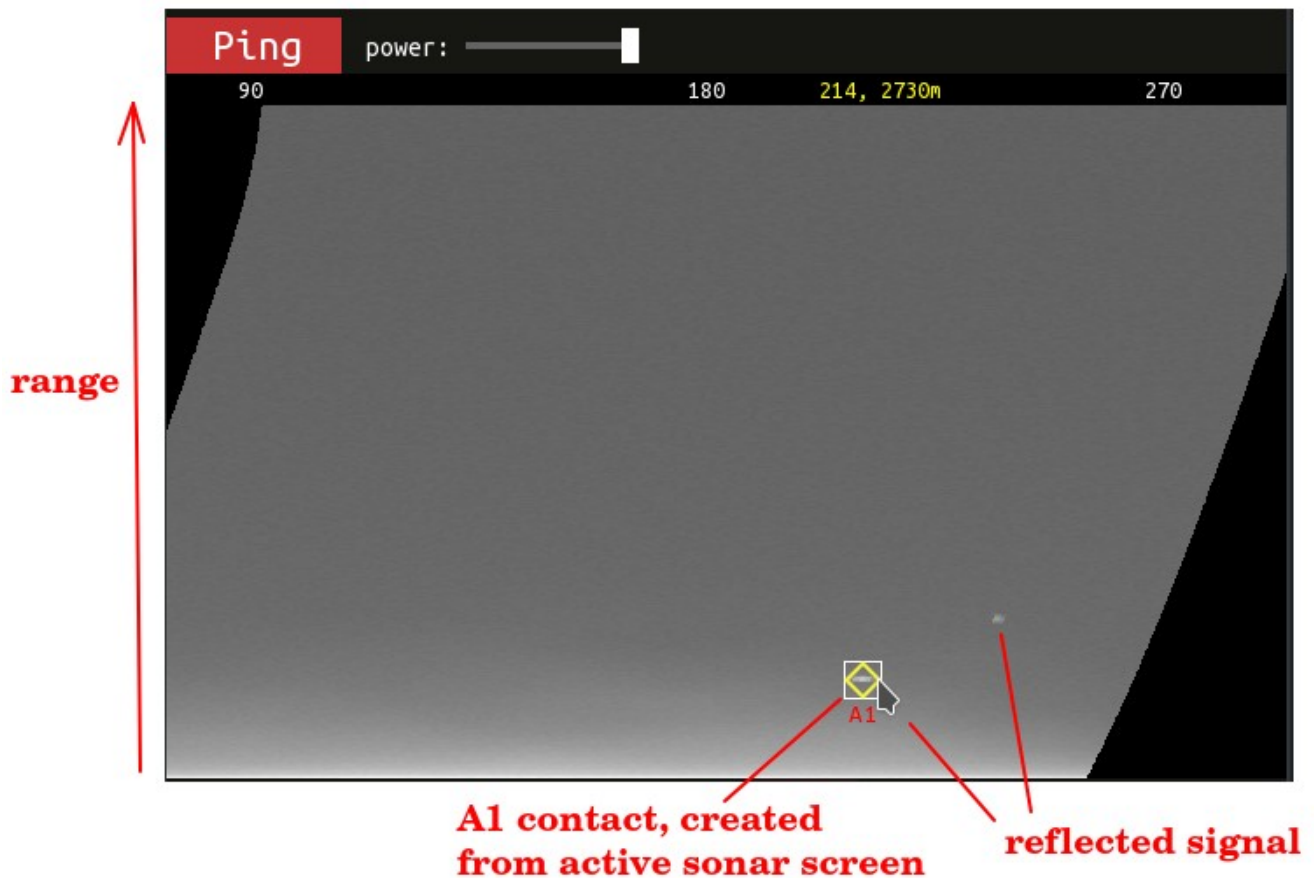 Ping power:
90 180 214, 2730m 270
range
A1
A1 contact, created
from active sonar screen
reflected signal